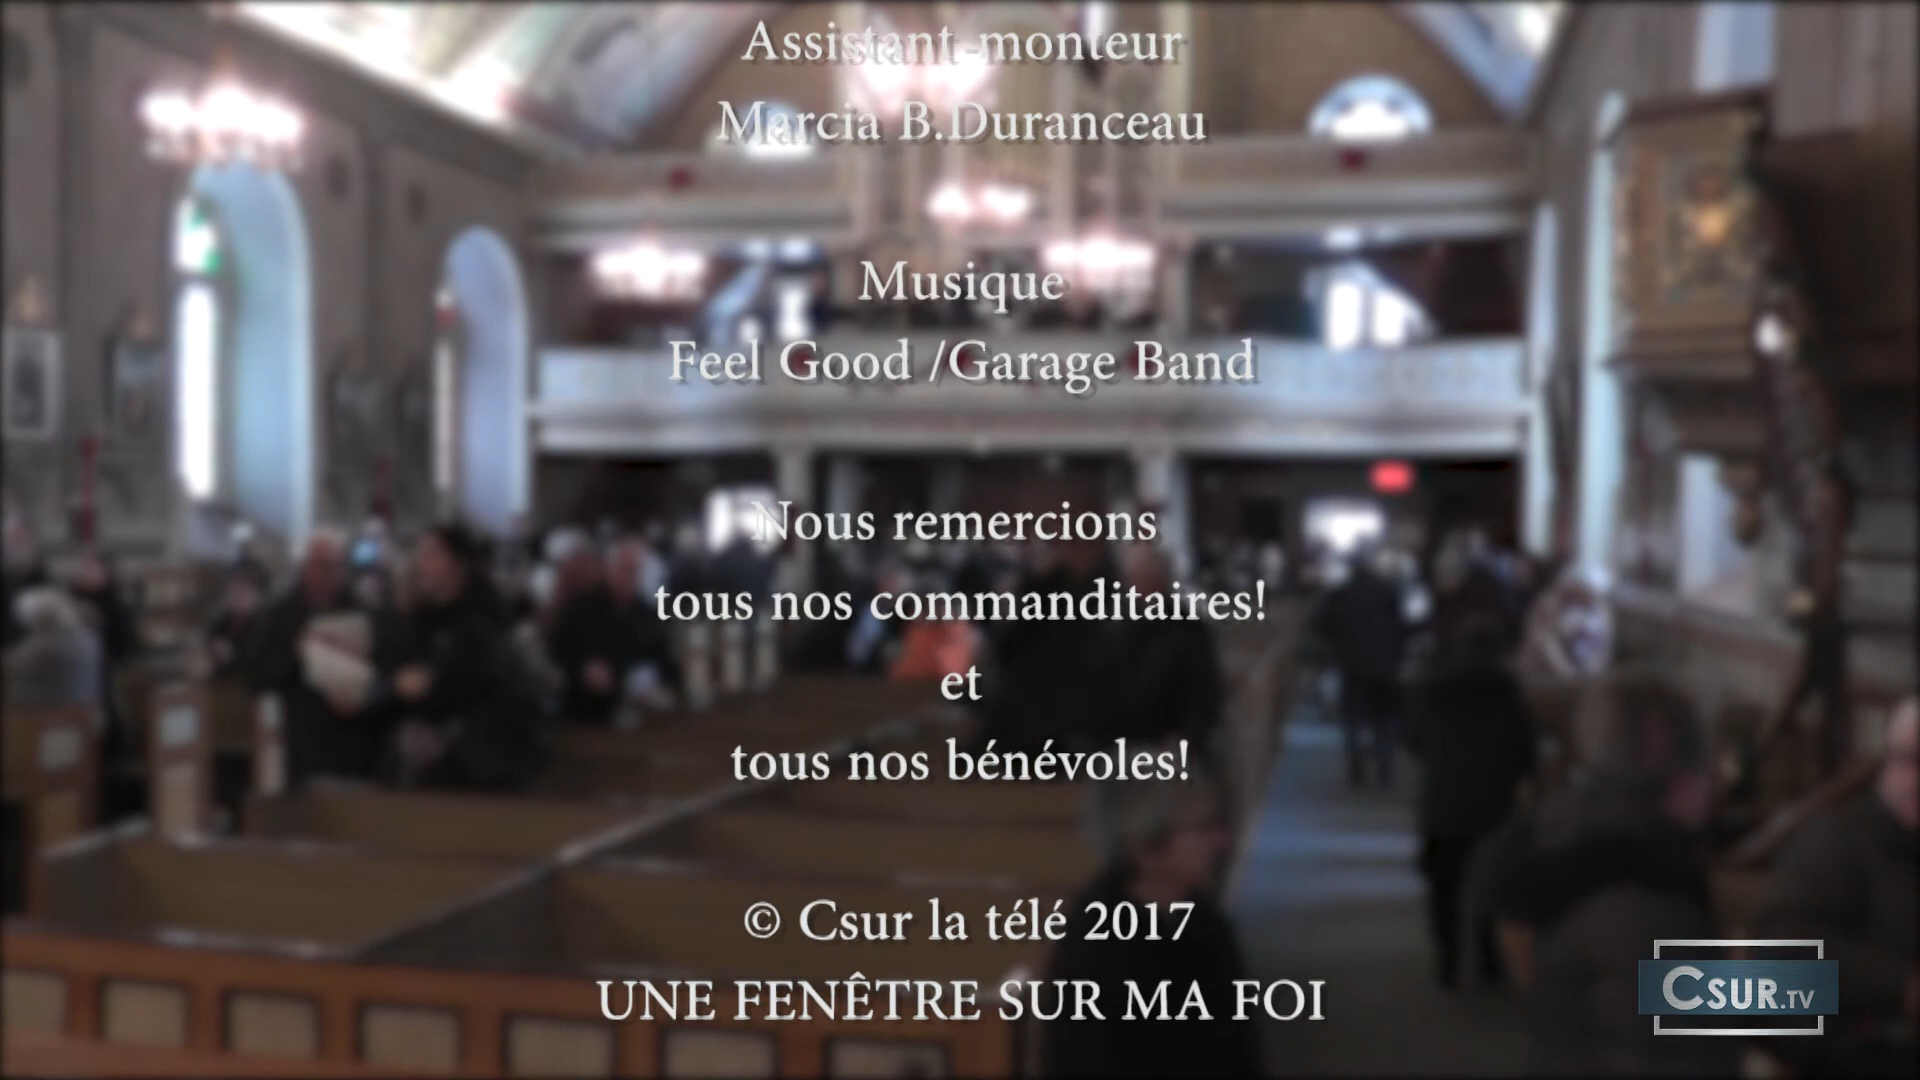 Assistant-monteur
Marcia B.Duranceau
Musique
Feel Good /Garage Band
Nous remercions
tous nos commanditaires!
et
tous nos bénévoles!
© Csur la télé 2017
UNE FENÊTRE SUR MA FOI
CSUR.TV